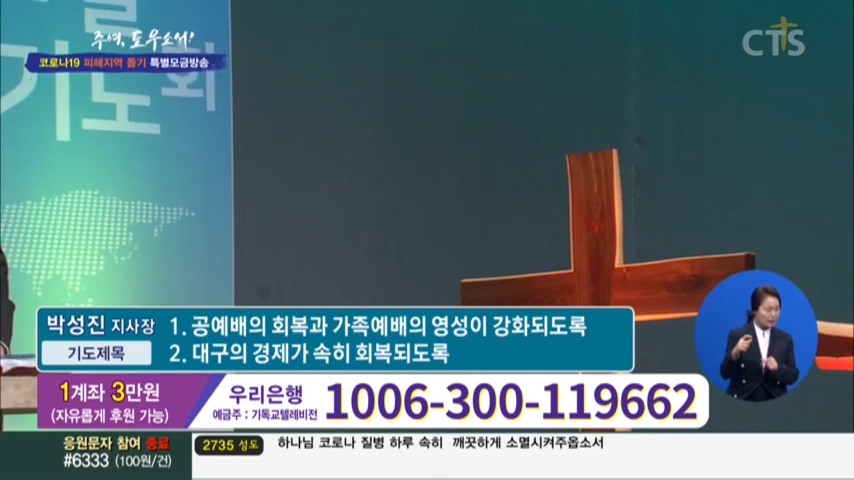 주여, 도우소서!
코로나19 피해지역 돕기 특별모금방송
CTS
기도회
박성진 지사장
기도제목
1. 공예배의 회복과 가족예배의 영성이 강화되도록
2. 대구의 경제가 속히 회복되도록
1계좌 3만원
(자유롭게 후원 가능)
우리은행
예금주 : 기독교텔레비전
1006-300-119662
응원문자 참여 종료
#6333 (100원/건)
2735 성도
하나님 코로나 질병 하루 속히 깨끗하게 소멸시켜주옵소서